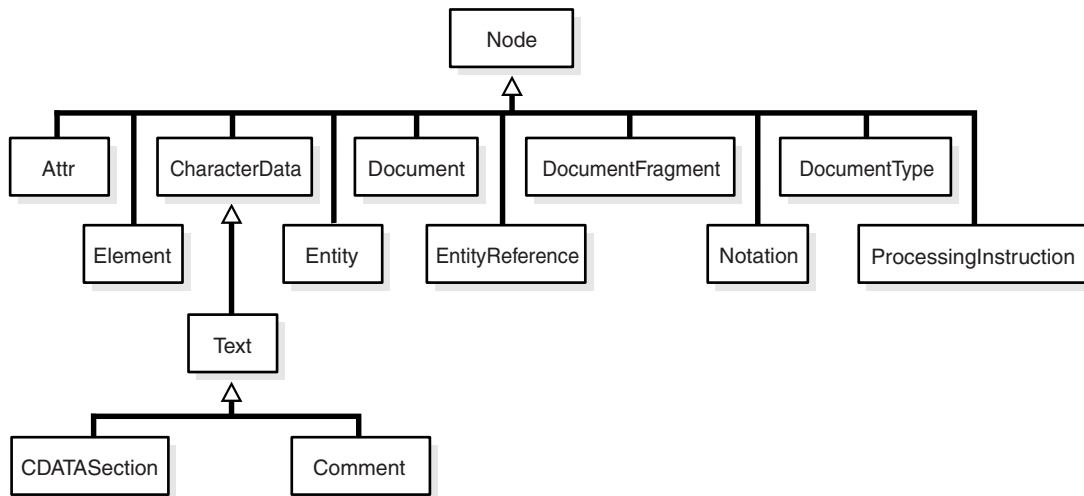 Node
Attr
CharacterData
Document
DocumentFragment
DocumentType
Element
Entity
EntityReference
Notation
ProcessingInstruction
Text
CDATASection
Comment